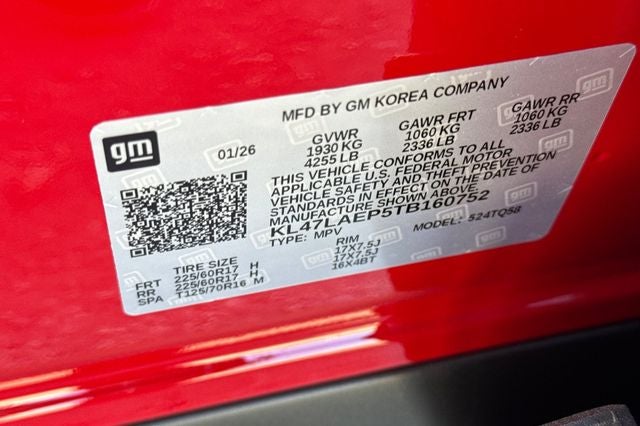 MFD BY GM KOREA COMPANY
gm
01/26
GVWR GAWR FRT GAWR RR
1930 KG 1060 KG 1060 KG
4255 LB 2336 LB 2336 LB
THIS VEHICLE CONFORMS TO ALL
APPLICABLE U.S. FEDERAL MOTOR
VEHICLE SAFETY AND THEFT PREVENTION
STANDARDS IN EFFECT ON THE DATE OF
MANUFACTURE SHOWN ABOVE.
KL47LAEP5TB160752
TYPE: MPV MODEL: 524TQ58
TIRE SIZE RIM
FRT 225/60R17 H 17X7.5J
RR 225/60R17 H 17X7.5J
SPA T125/70R16 M 16X4BT